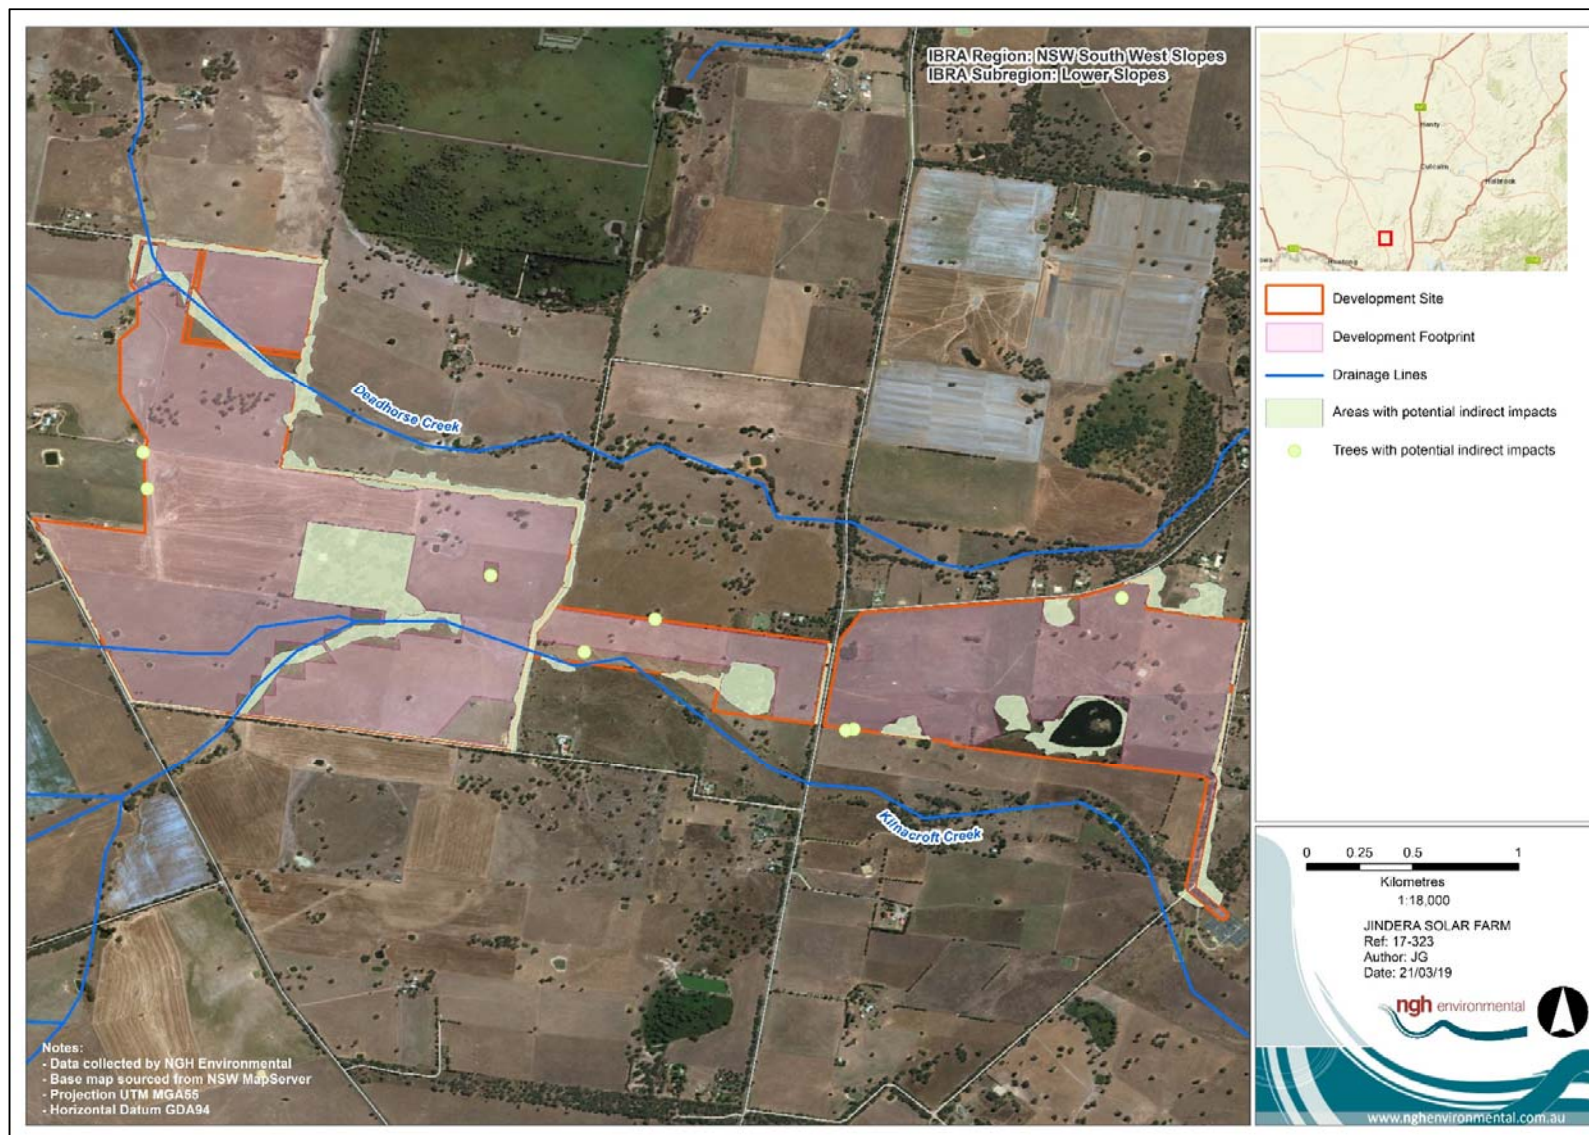 IBRA Region: NSW South West Slopes
IBRA Subregion: Lower Slopes
Deadhorse Creek
Kilnacroft Creek
Notes:
- Data collected by NGH Environmental
- Base map sourced from NSW MapServer
- Projection UTM MGA55
- Horizontal Datum GDA94
Henty
Culcairn
Holbrook
Howlong
Development Site
Development Footprint
Drainage Lines
Areas with potential indirect impacts
Trees with potential indirect impacts
0 0.25 0.5 1
Kilometres
1:18,000
JINDERA SOLAR FARM
Ref: 17-323
Author: JG
Date: 21/03/19
ngh environmental
www.nghenvironmental.com.au